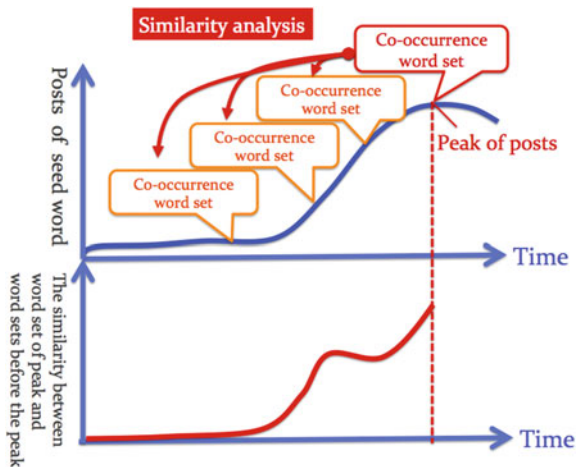 Similarity analysis
Co-occurrence
word set
Co-occurrence
word set
Co-occurrence
word set
Co-occurrence
word set
Peak of posts
Posts of
seed word
Time
The similarity between
word set of peak and
word sets before the peak
Time